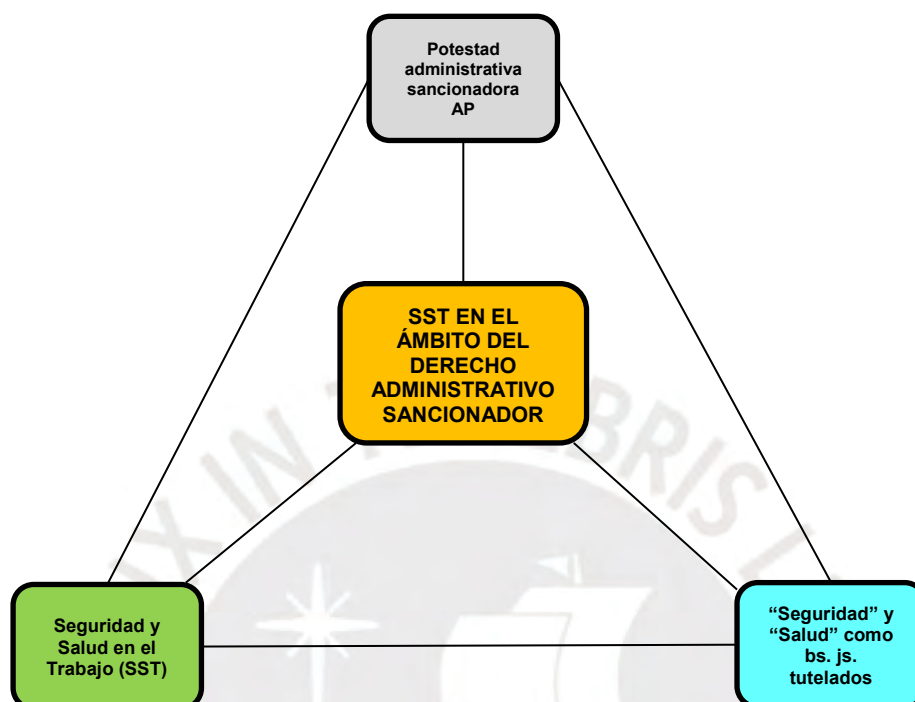 Potestad
administrativa
sancionadora
AP
SST EN EL
ÁMBITO DEL
DERECHO
ADMINISTRATIVO
SANCIONADOR
Seguridad y
Salud en el
Trabajo (SST)
“Seguridad” y
“Salud” como
bs. js.
tutelados